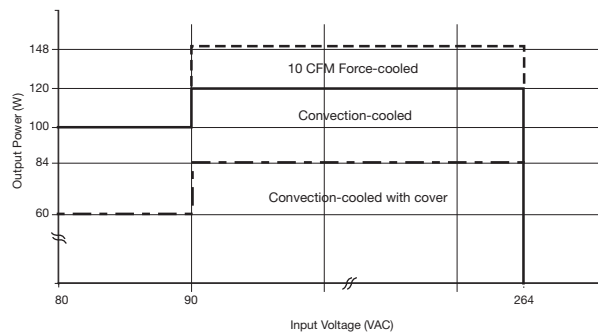 148
10 CFM Force-cooled
120
Convection-cooled
100
84
Convection-cooled with cover
60
Output Power (W)
80
90
264
Input Voltage (VAC)